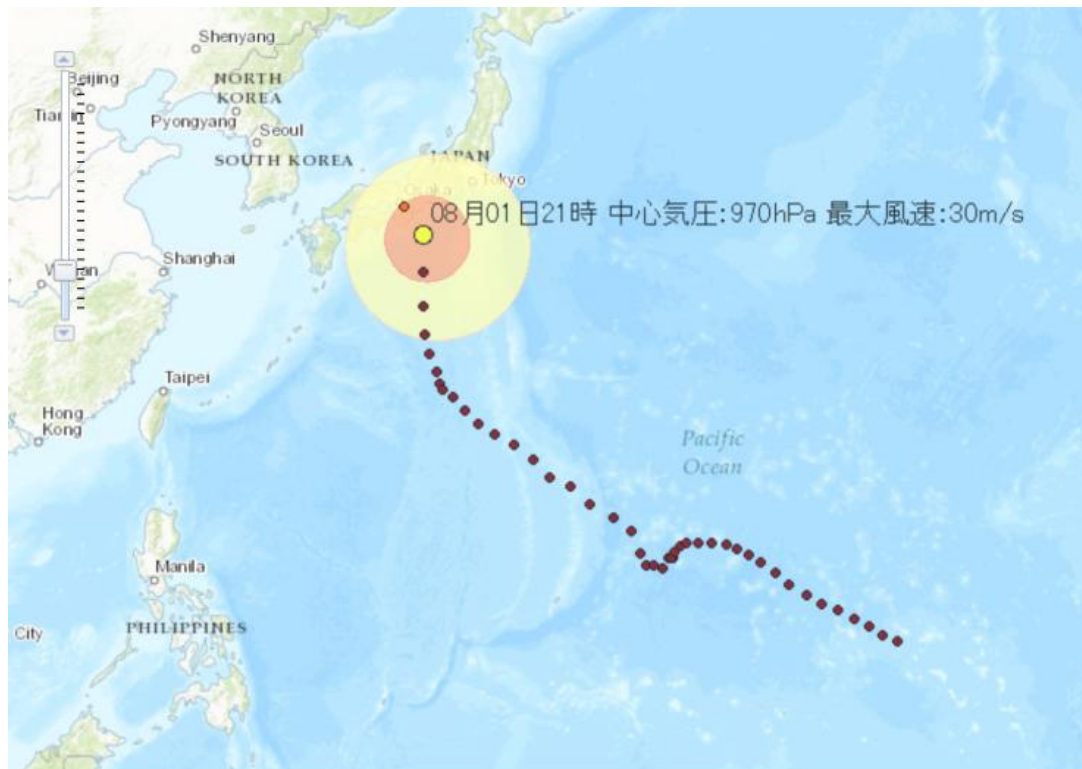 Shenyang
Beijing
NORTH
KOREA
Pyongyang
Seoul
SOUTH KOREA
JAPAN
Tokyo
Osaka
08月01日21時 中心気圧:970hPa 最大風速:30m/s
Shanghai
Taipei
Hong
Kong
Pacific
Ocean
Manila
PHILIPPINES
City